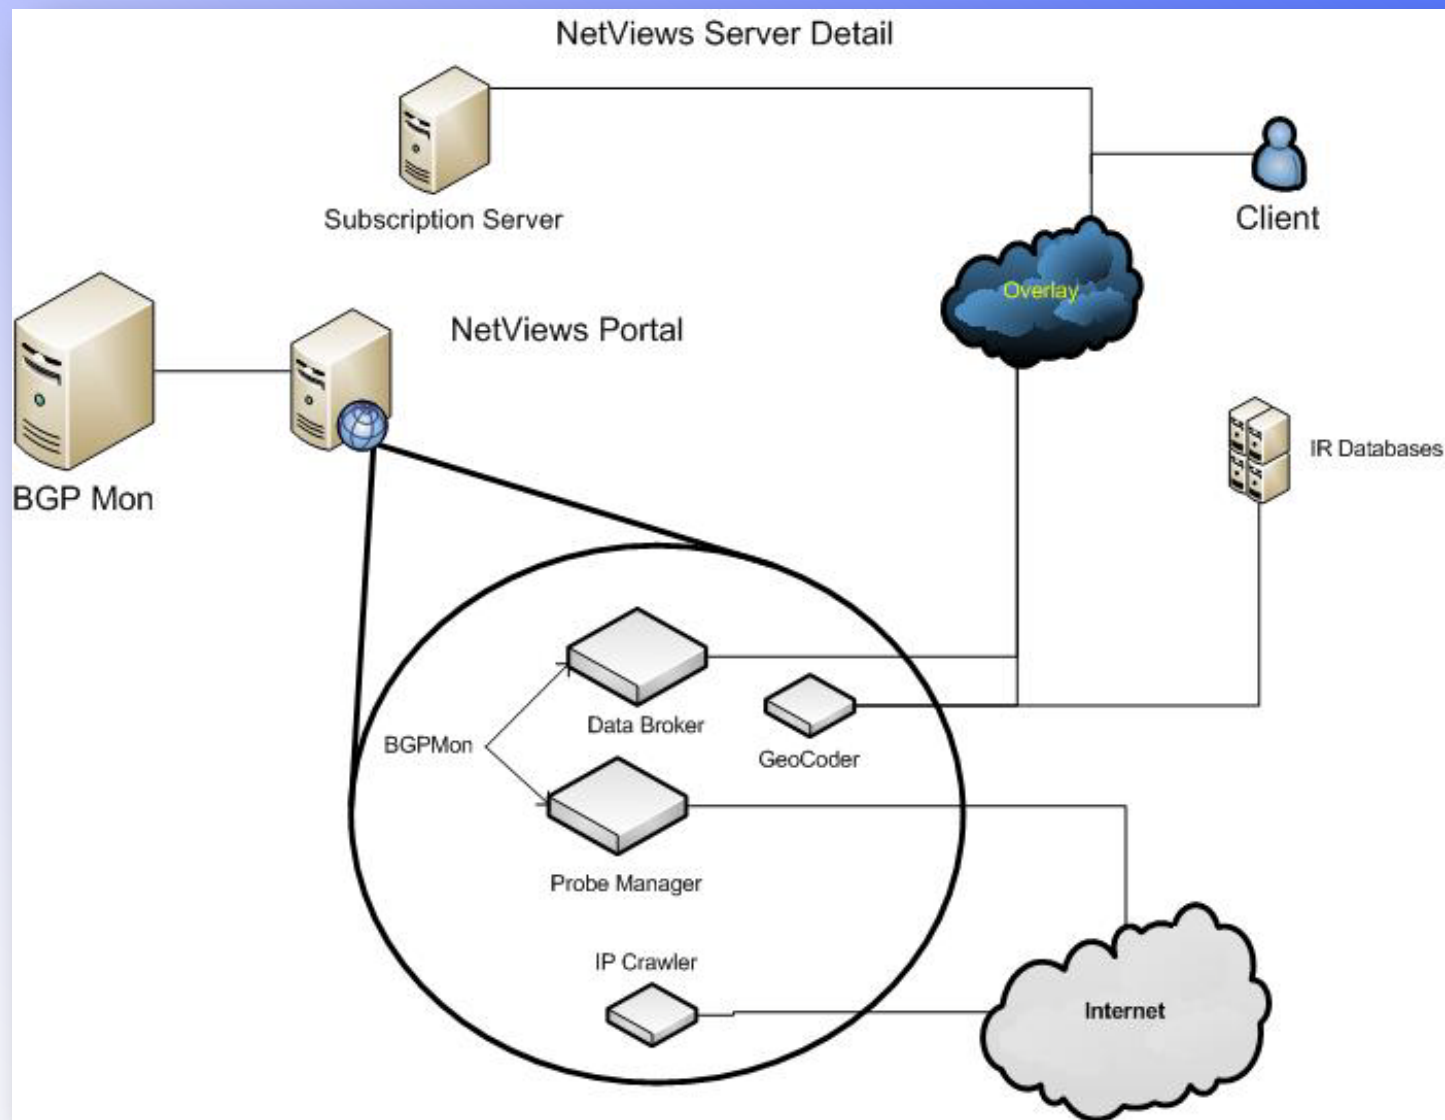 NetViews Server Detail
Subscription Server
Client
Overlay
NetViews Portal
IR Databases
BGP Mon
Data Broker
BGPMon
GeoCoder
Probe Manager
IP Crawler
Internet